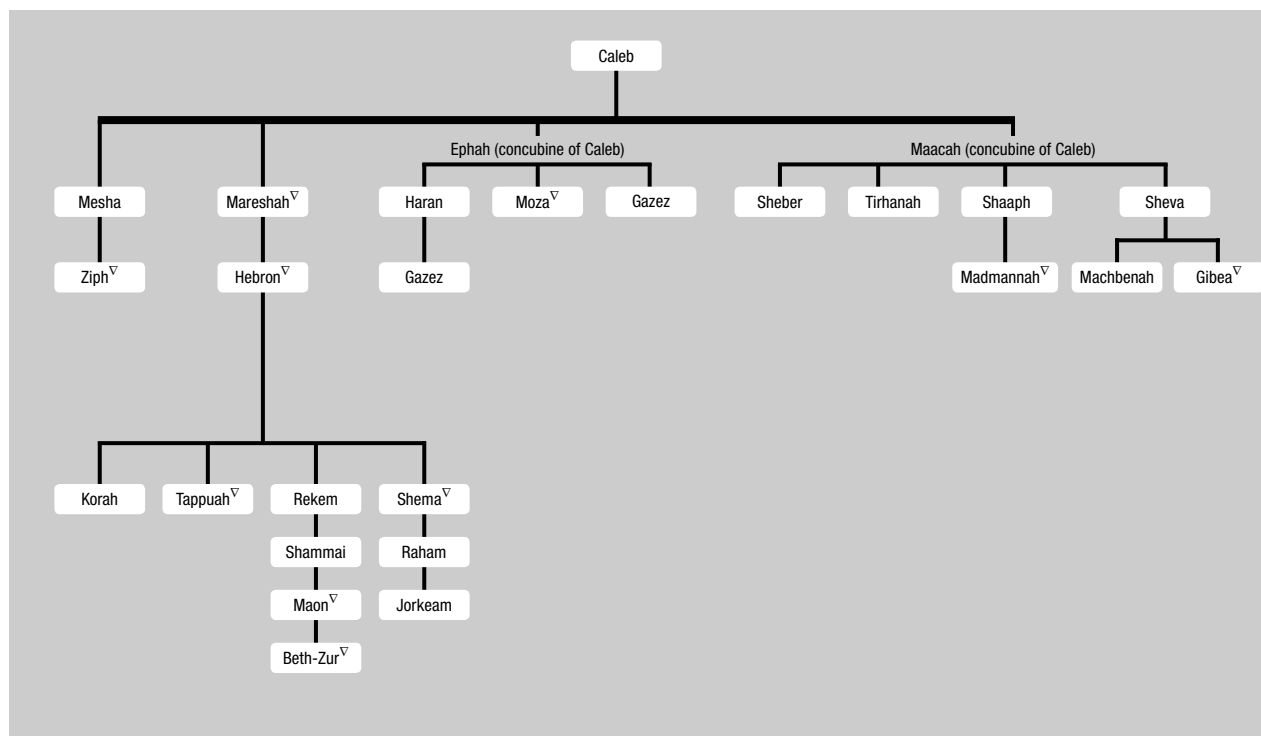 Caleb
Ephah (concubine of Caleb)
Maacah (concubine of Caleb)
Mesha
Mareshah∇
Haran
Moza∇
Gazez
Sheber
Tirhanah
Shaaph
Sheva
Ziph∇
Hebron∇
Gazez
Madmannah∇
Machbenah
Gibea∇
Korah
Tappuah∇
Rekem
Shema∇
Shammai
Raham
Maon∇
Jorkeam
Beth-Zur∇